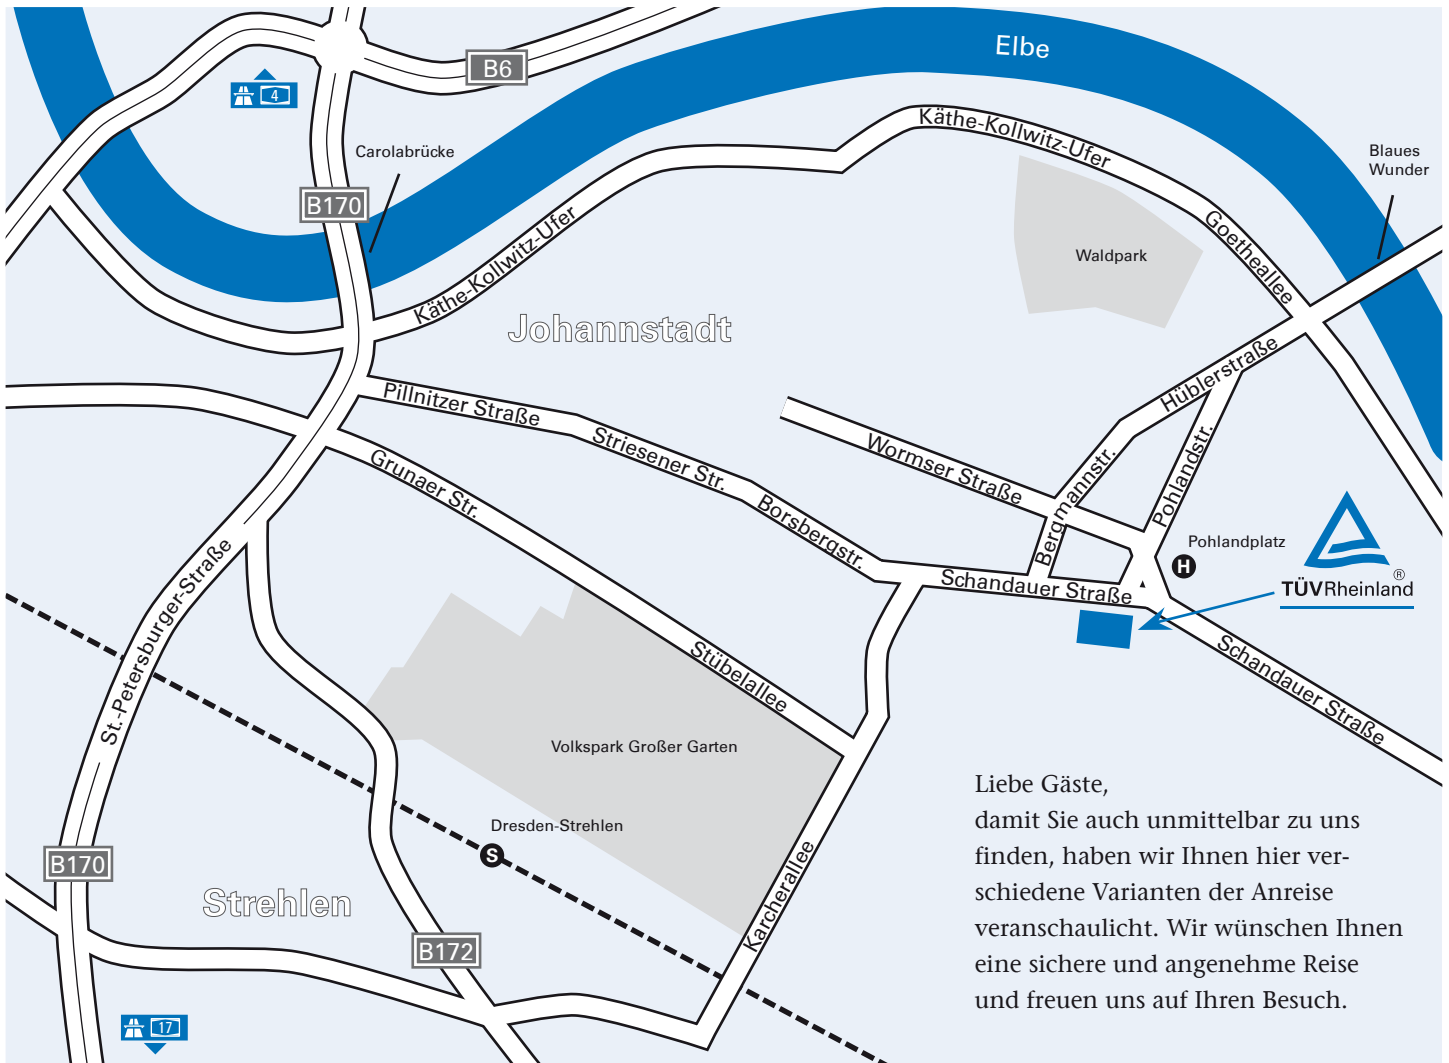 Elbe
B6
4
Käthe-Kollwitz-Ufer
Carolabrücke
Blaues
Wunder
B170
Käthe-Kollwitz-Ufer
Goetheallee
Waldpark
Johannstadt
Hüblerstraße
Pillnitzer Straße
Striesener Str.
Wormser Straße
Grunaer Str.
Borsbergstr.
Bergmannstr.
Pohlandstr.
Pohlandplatz
H
Schandauer Straße
TÜVRheinland®
St.-Petersburger-Straße
Stübelallee
Schandauer Straße
Volkspark Großer Garten
Dresden-Strehlen
S
Karcherallee
B170
Strehlen
B172
17
Liebe Gäste,
damit Sie auch unmittelbar zu uns
finden, haben wir Ihnen hier ver-
schiedene Varianten der Anreise
veranschaulicht. Wir wünschen Ihnen
eine sichere und angenehme Reise
und freuen uns auf Ihren Besuch.